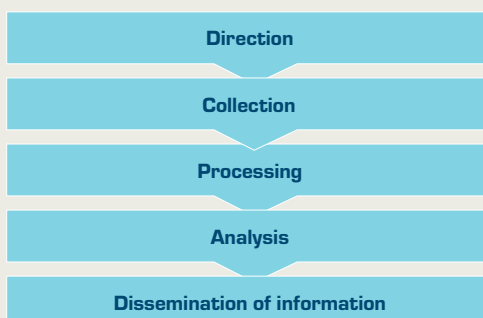 Direction
Collection
Processing
Analysis
Dissemination of information